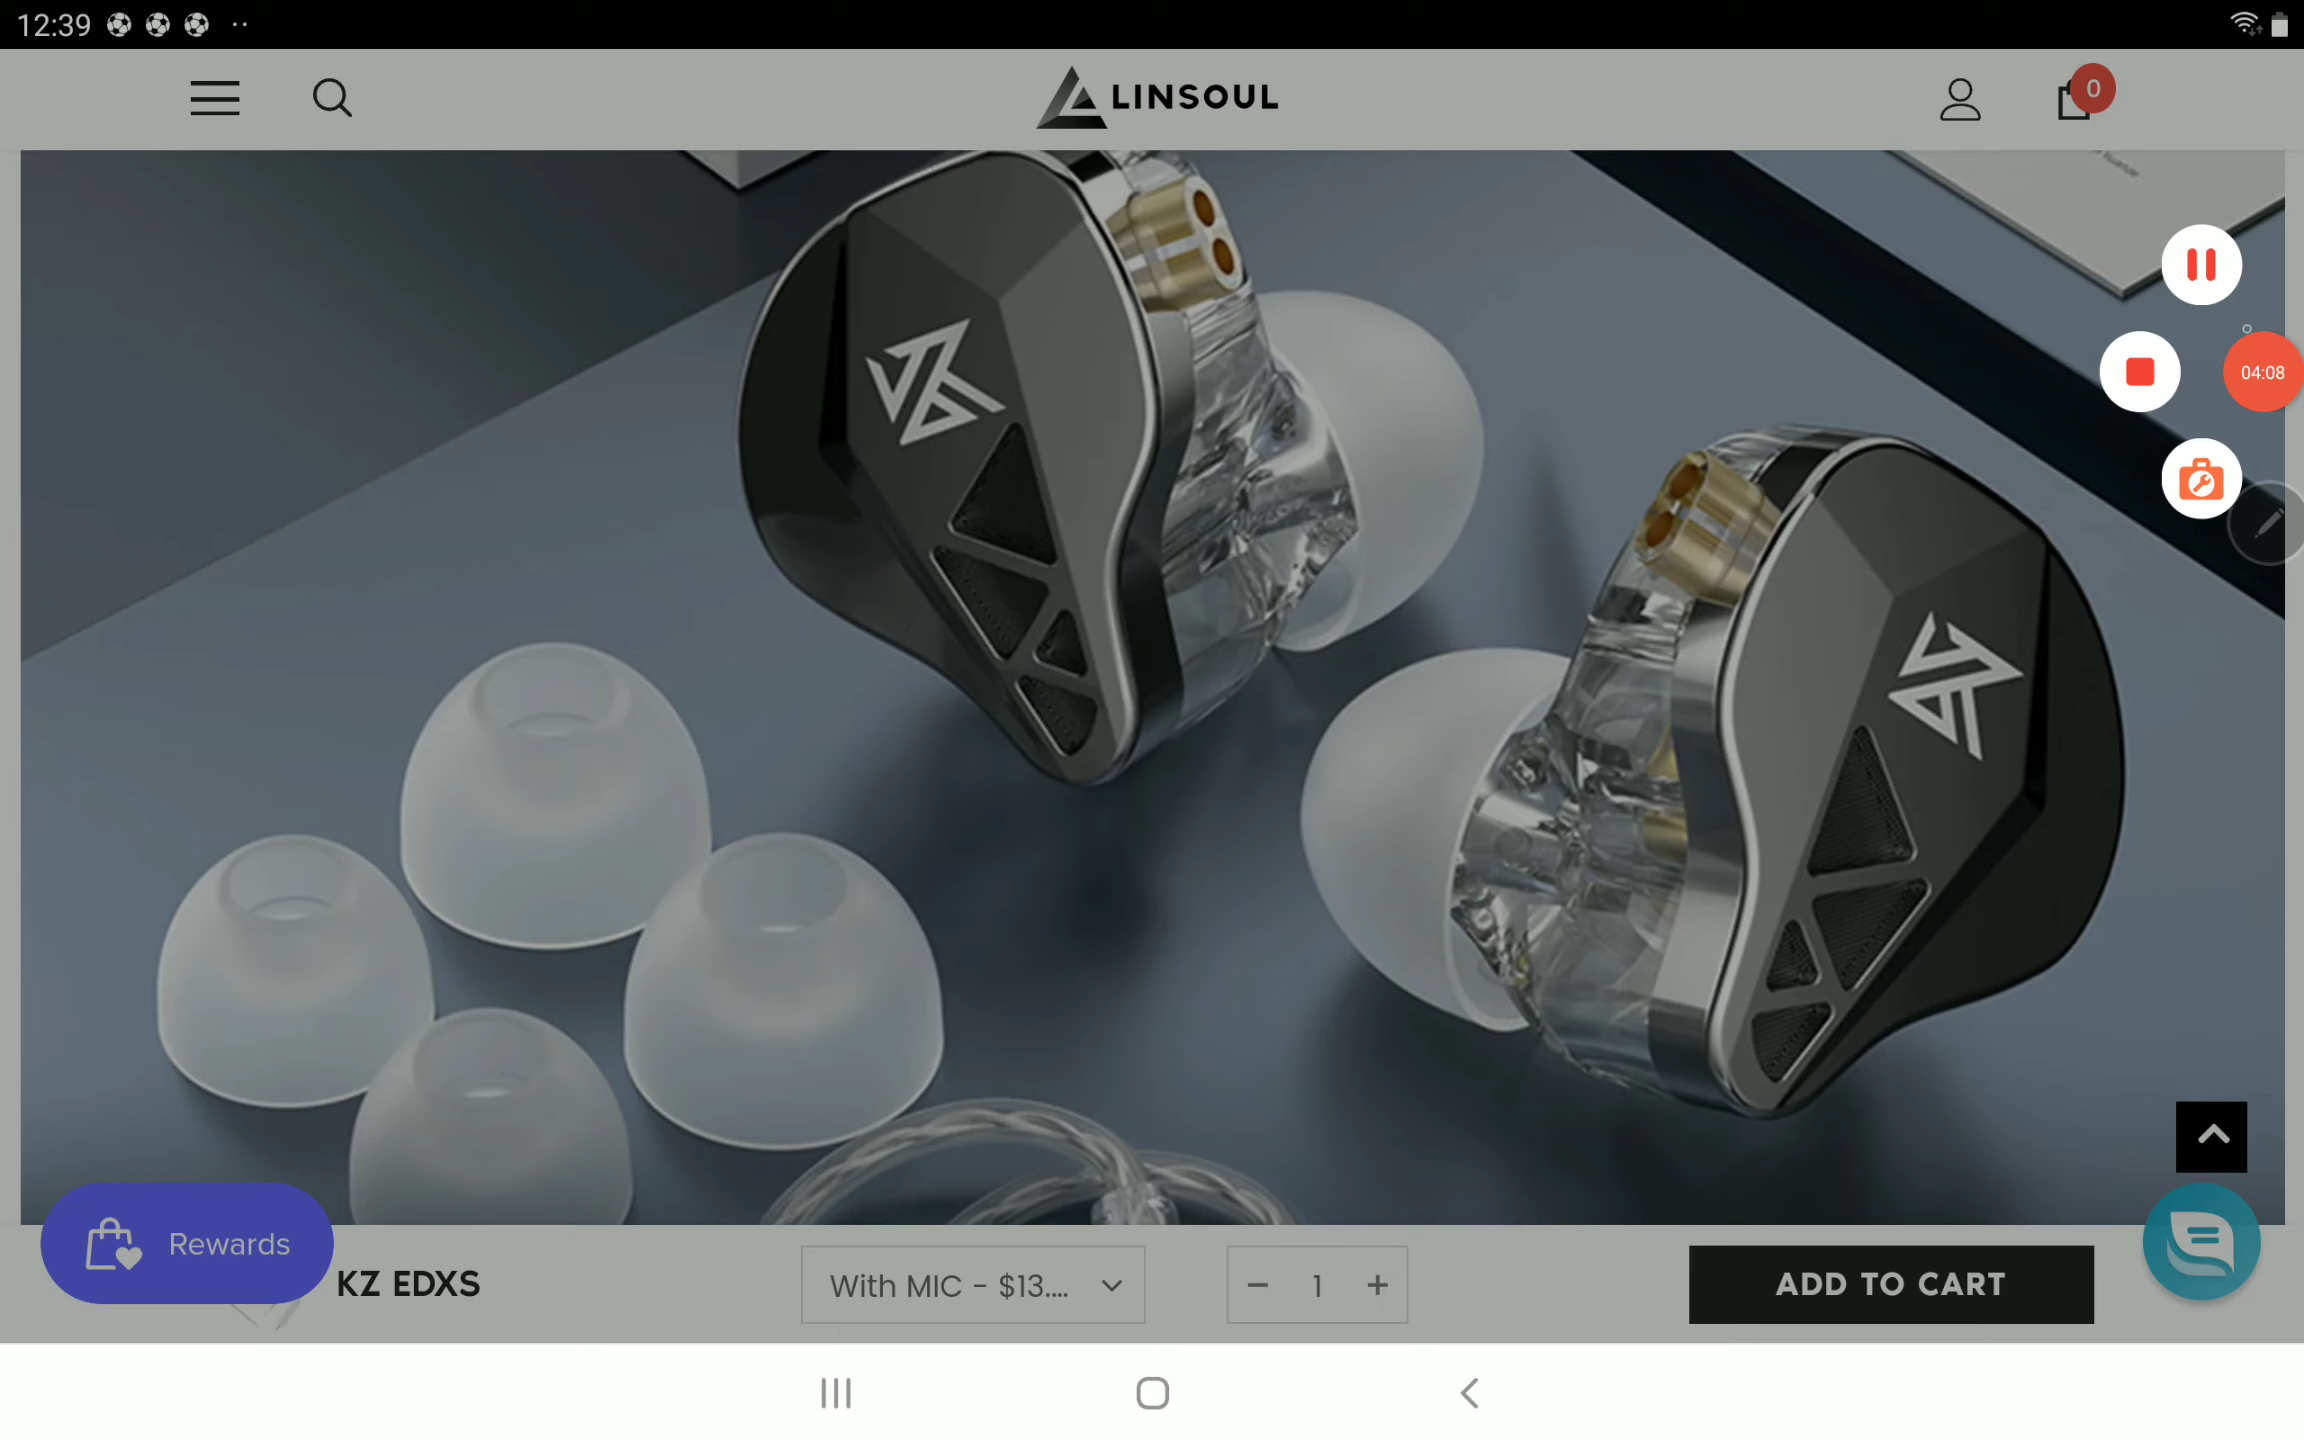 12:39
LINSOUL
0
04:08
Rewards
KZ EDXS
With MIC - $13....
1
ADD TO CART